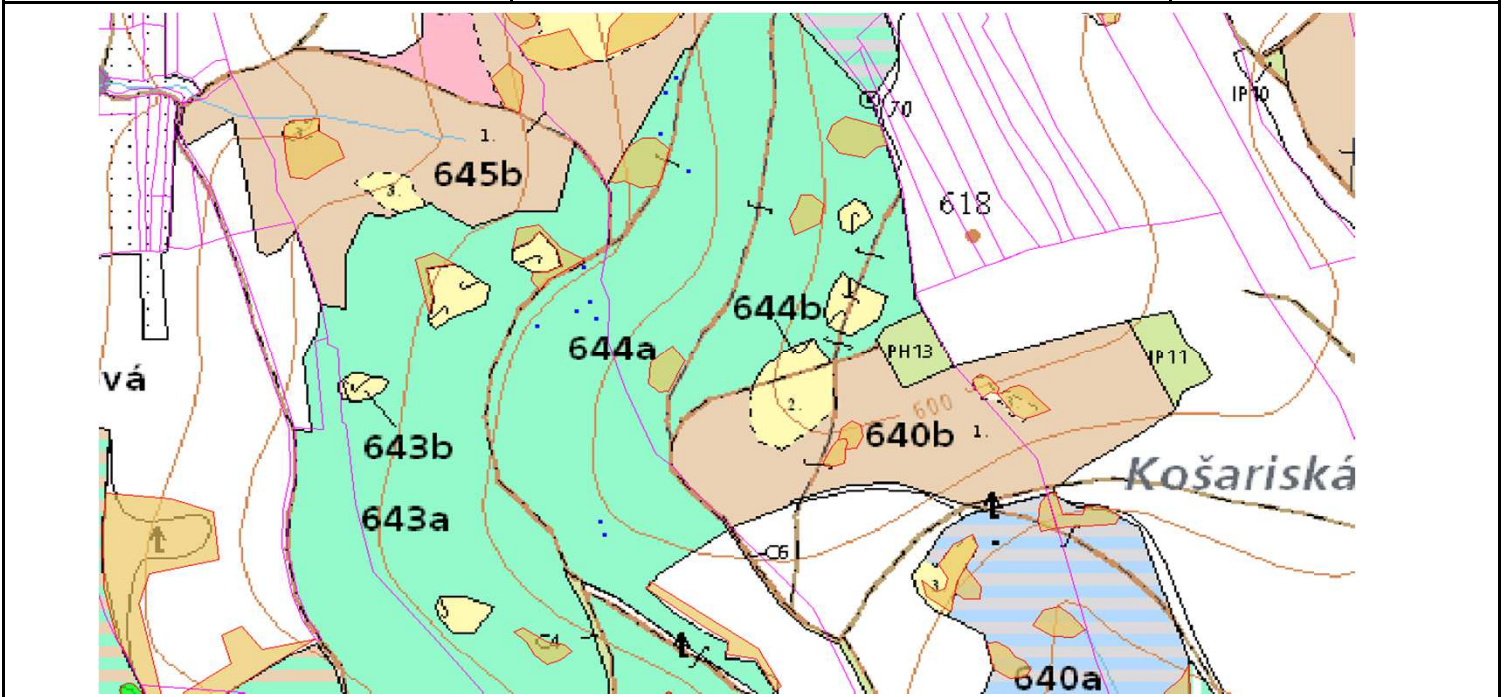 70
IP10
1.
645b
3
618
644b
644a
PH13
IP11
vá
2.
600
640b
1.
643b
Košariská
643a
C6
3
C4
640a